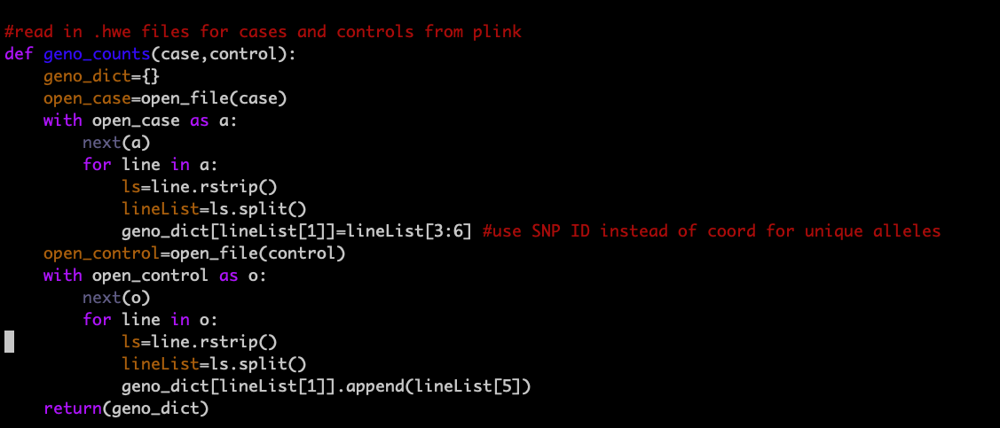 #read in .hwe files for cases and controls from plink
def geno_counts(case,control):
    geno_dict={}
    open_case=open_file(case)
    with open_case as a:
        next(a)
        for line in a:
            ls=line.rstrip()
            lineList=ls.split()
            geno_dict[lineList[1]]=lineList[3:6] #use SNP ID instead of coord for unique alleles
    open_control=open_file(control)
    with open_control as o:
        next(o)
        for line in o:
            ls=line.rstrip()
            lineList=ls.split()
            geno_dict[lineList[1]].append(lineList[5])
    return(geno_dict)